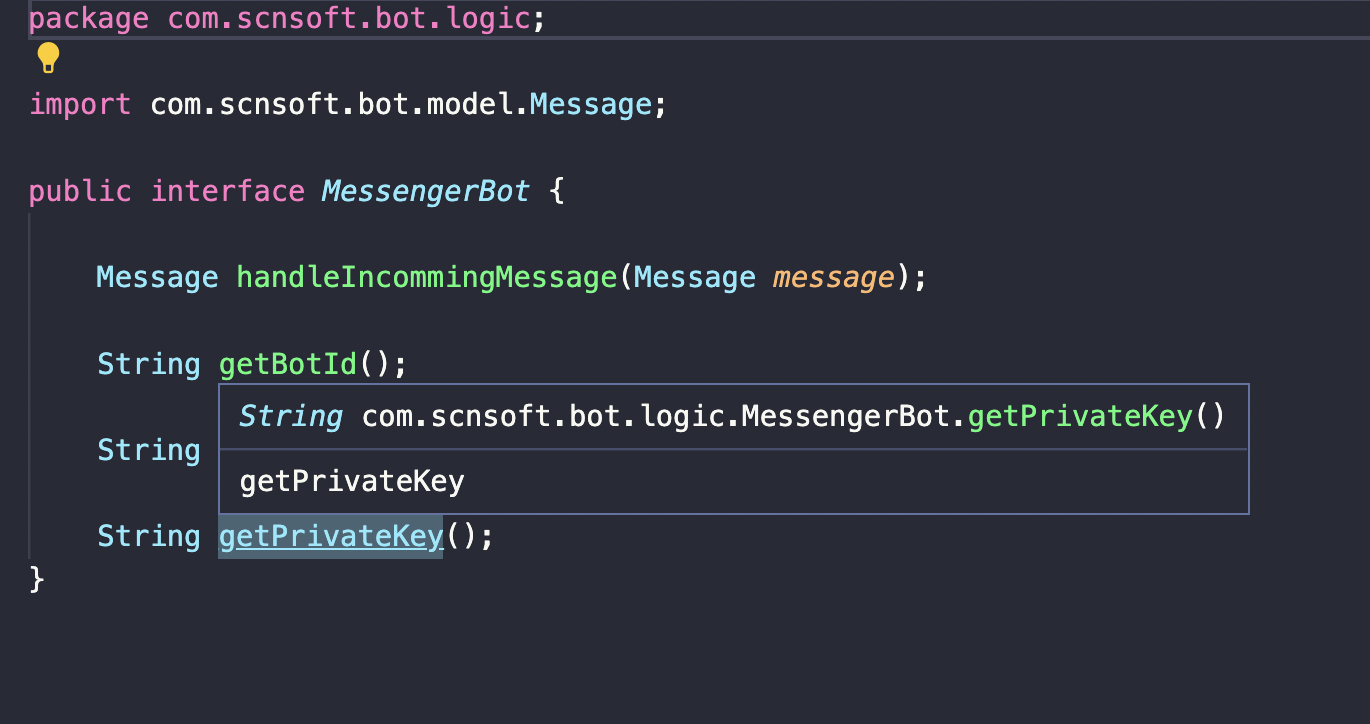 package com.scnsoft.bot.logic;
import com.scnsoft.bot.model.Message;
public interface MessengerBot {
Message handleIncommingMessage(Message message);
String getBotId();
String com.scnsoft.bot.logic.MessengerBot.getPrivateKey()
String
getPrivateKey
String getPrivateKey();
}